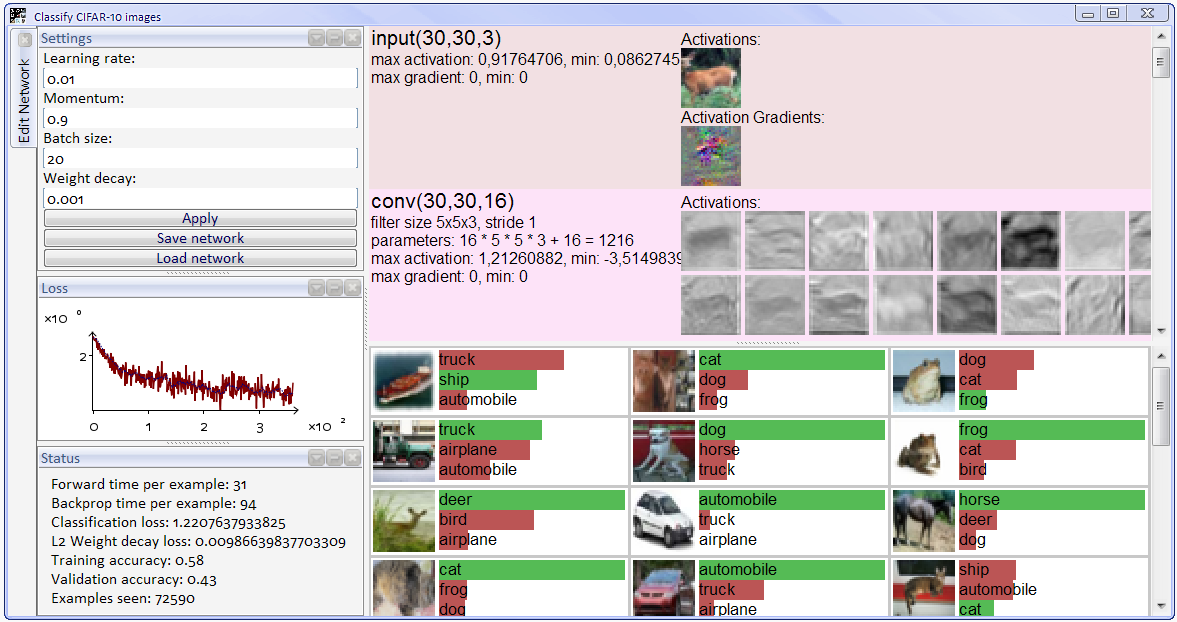 Classify CIFAR-10 images
Edit Network
Settings
Learning rate:
0.01
Momentum:
0.9
Batch size:
20
Weight decay:
0.001
Apply
Save network
Load network
Loss
×10 0
2
0 1 2 3 ×10 2
Status
Forward time per example: 31
Backprop time per example: 94
Classification loss: 1.2207637933825
L2 Weight decay loss: 0.00986639837703309
Training accuracy: 0.58
Validation accuracy: 0.43
Examples seen: 72590
input(30,30,3)
max activation: 0,91764706, min: 0,0862745
max gradient: 0, min: 0
Activations:
Activation Gradients:
conv(30,30,16)
filter size 5x5x3, stride 1
parameters: 16 * 5 * 5 * 3 + 16 = 1216
max activation: 1,21260882, min: -3,5149839
max gradient: 0, min: 0
Activations:
truck
ship
automobile
cat
dog
frog
dog
cat
frog
truck
airplane
automobile
dog
horse
truck
frog
cat
bird
deer
bird
airplane
automobile
truck
airplane
horse
deer
dog
cat
frog
dog
automobile
truck
airplane
ship
automobile
cat